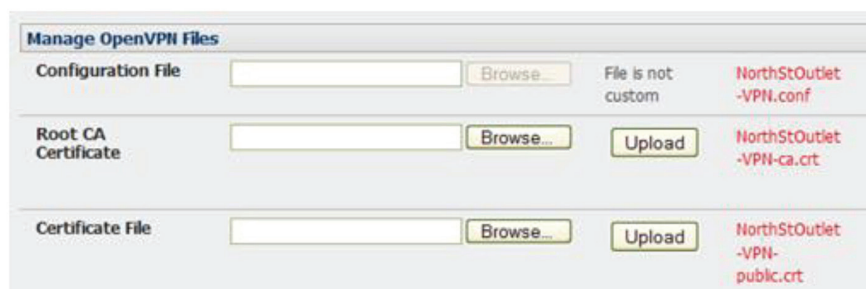 Manage OpenVPN Files
Configuration File
Browse...
File is not
custom
NorthStOutlet
-VPN.conf
Root CA
Certificate
Browse...
Upload
NorthStOutlet
-VPN-ca.crt
Certificate File
Browse...
Upload
NorthStOutlet
-VPN-
public.crt